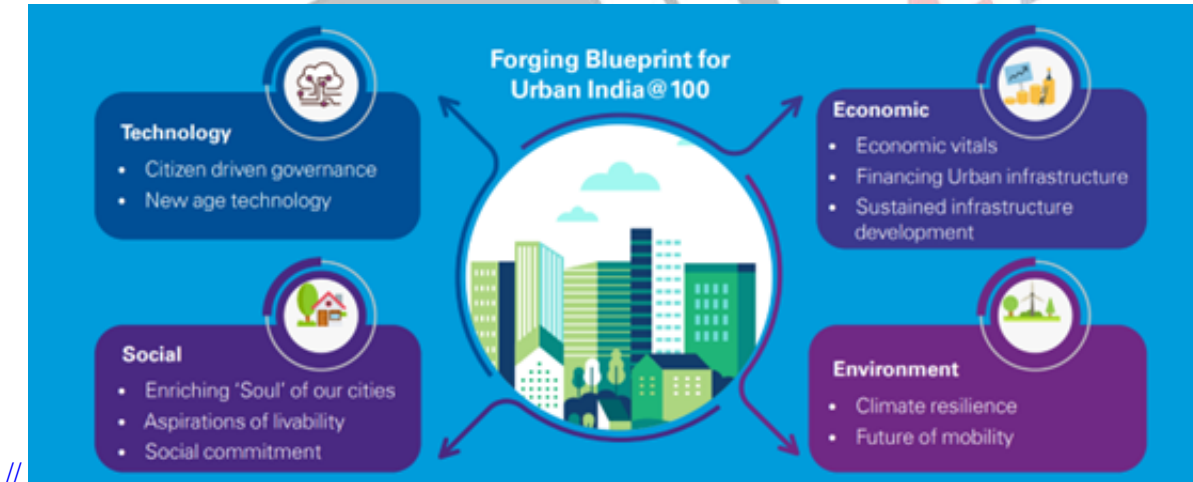 Forging Blueprint for
Urban India@100
Technology
• Citizen driven governance
• New age technology
Economic
• Economic vitals
• Financing Urban infrastructure
• Sustained infrastructure
development
Social
• Enriching 'Soul' of our cities
• Aspirations of livability
• Social commitment
Environment
• Climate resilience
• Future of mobility
//